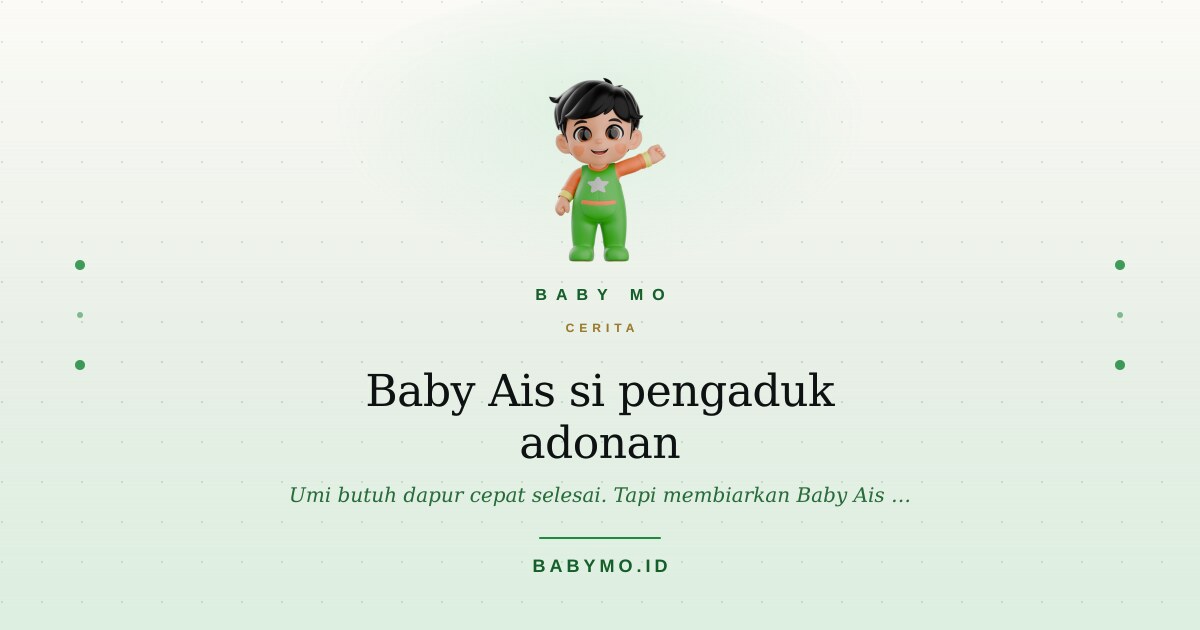 BABY MO
CERITA
Baby Ais si pengaduk
adonan
Umi butuh dapur cepat selesai. Tapi membiarkan Baby Ais …
BABYMO.ID